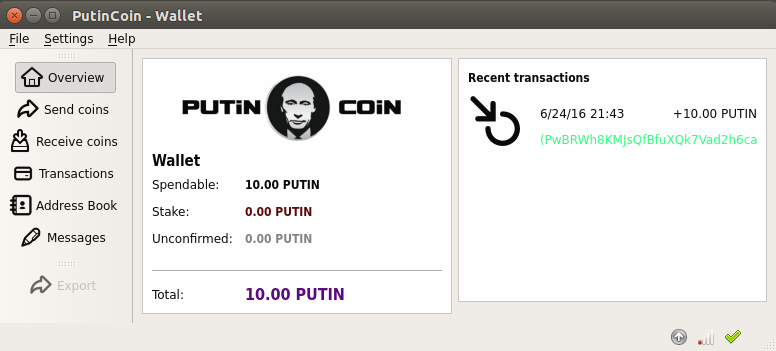 PutinCoin - Wallet
File Settings Help
Overview
Send coins
Receive coins
Transactions
Address Book
Messages
Export
PUTiN COiN
Wallet
Spendable: 10.00 PUTIN
Stake: 0.00 PUTIN
Unconfirmed: 0.00 PUTIN
Total: 10.00 PUTIN
Recent transactions
6/24/16 21:43 +10.00 PUTIN
(PwBRWh8KMJsQfBfuXQk7Vad2h6ca